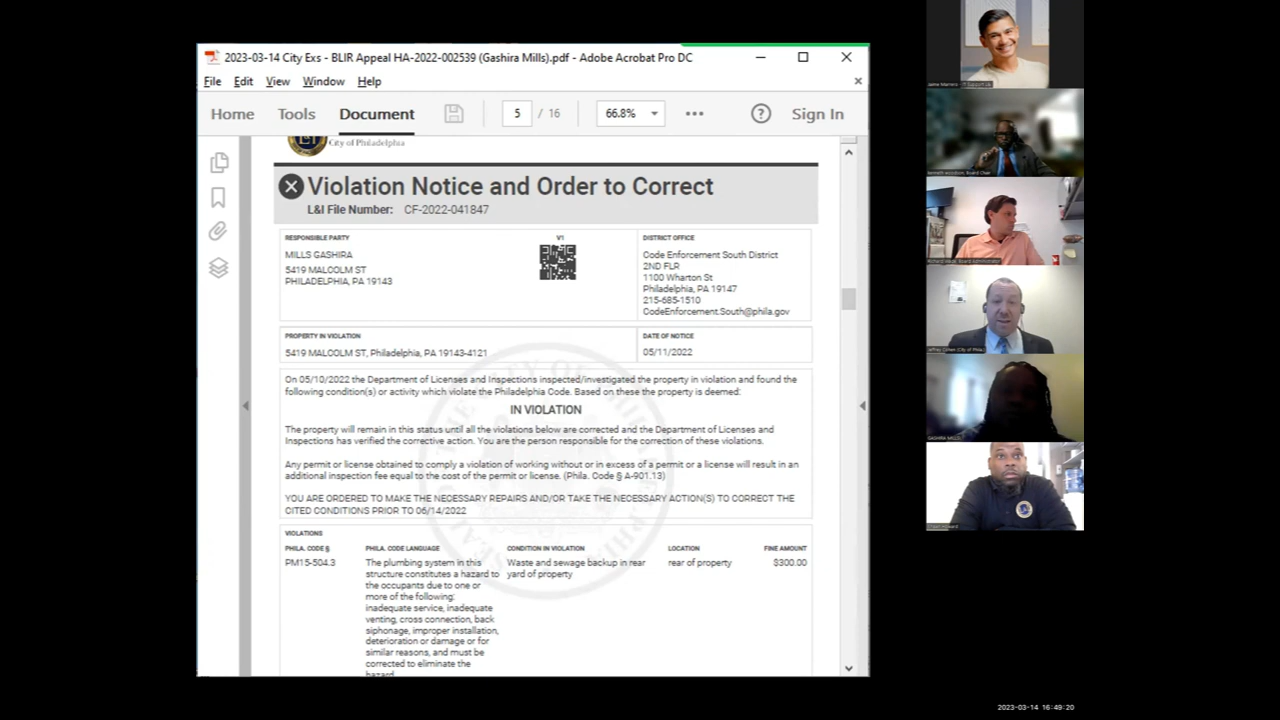 2023-03-14 City Exs - BLIR Appeal HA-2022-002539 (Gashira Mills).pdf - Adobe Acrobat Pro DC
File Edit View Window Help
Home Tools Document 5 / 16 66.8% Sign In
City of Philadelphia
Violation Notice and Order to Correct
L&I File Number: CF-2022-041847
RESPONSIBLE PARTY
MILLS GASHIRA
5419 MALCOLM ST
PHILADELPHIA, PA 19143
V1
DISTRICT OFFICE
Code Enforcement South District
2ND FLR
1100 Wharton St
Philadelphia, PA 19147
215-685-1510
CodeEnforcement.South@phila.gov
PROPERTY IN VIOLATION
5419 MALCOLM ST, Philadelphia, PA 19143-4121
DATE OF NOTICE
05/11/2022
On 05/10/2022 the Department of Licenses and Inspections inspected/investigated the property in violation and found the
following condition(s) or activity which violate the Philadelphia Code. Based on these the property is deemed:
IN VIOLATION
The property will remain in this status until all the violations below are corrected and the Department of Licenses and
Inspections has verified the corrective action. You are the person responsible for the correction of these violations.
Any permit or license obtained to comply a violation of working without or in excess of a permit or a license will result in an
additional inspection fee equal to the cost of the permit or license. (Phila. Code § A-901.13)
YOU ARE ORDERED TO MAKE THE NECESSARY REPAIRS AND/OR TAKE THE NECESSARY ACTION(S) TO CORRECT THE
CITED CONDITIONS PRIOR TO 06/14/2022
VIOLATIONS
PHILA. CODE § PHILA. CODE LANGUAGE CONDITION IN VIOLATION LOCATION FINE AMOUNT
PM15-504.3 The plumbing system in this Waste and sewage backup in rear rear of property $300.00
structure constitutes a hazard to yard of property
the occupants due to one or
more of the following:
inadequate service, inadequate
venting, cross connection, back
siphonage, improper installation,
deterioration or damage or for
similar reasons, and must be
corrected to eliminate the
hazard.
Jeffrey Cohen (City of Phila.)
GASHIRA MILLS
2023-03-14 16:49:20